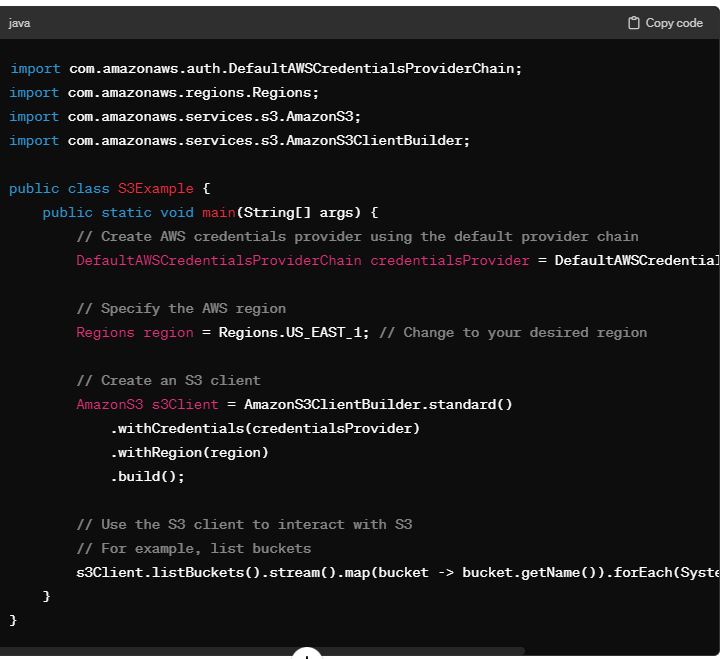 java
Copy code
import com.amazonaws.auth.DefaultAWSCredentialsProviderChain;
import com.amazonaws.regions.Regions;
import com.amazonaws.services.s3.AmazonS3;
import com.amazonaws.services.s3.AmazonS3ClientBuilder;
public class S3Example {
public static void main(String[] args) {
// Create AWS credentials provider using the default provider chain
DefaultAWSCredentialsProviderChain credentialsProvider = DefaultAWSCredential
// Specify the AWS region
Regions region = Regions.US_EAST_1; // Change to your desired region
// Create an S3 client
AmazonS3 s3Client = AmazonS3ClientBuilder.standard()
.withCredentials(credentialsProvider)
.withRegion(region)
.build();
// Use the S3 client to interact with S3
// For example, list buckets
s3Client.listBuckets().stream().map(bucket -> bucket.getName()).forEach(Syste
}
}